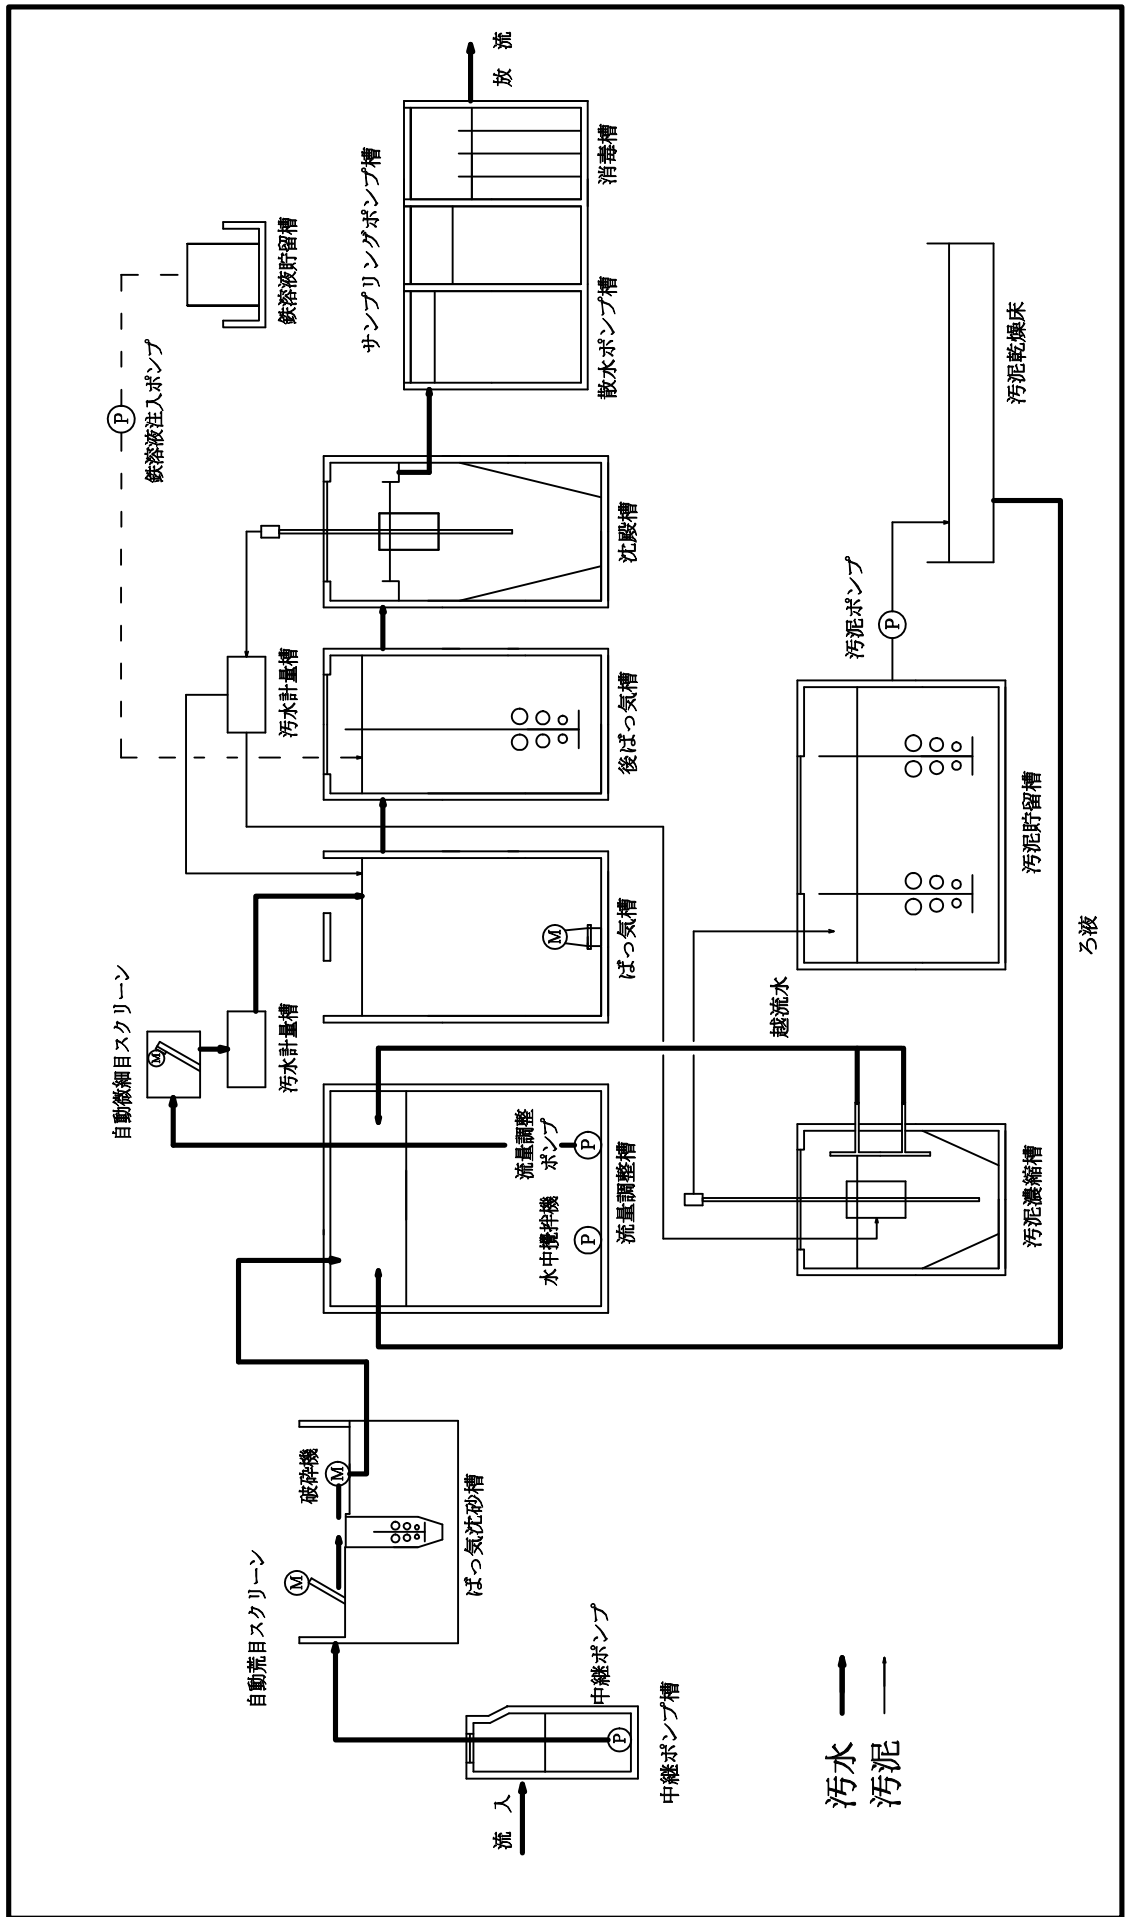 流入
中継ポンプ
P
中継ポンプ槽
自動荒目スクリーン
M
破砕機
M
ばっ気沈砂槽
流量調整
ポンプ
P
水中攪拌機
P
流量調整槽
自動微細目スクリーン
M
汚水計量槽
M
ばっ気槽
汚水計量槽
後ばっ気槽
沈殿槽
鉄溶液注入ポンプ
P
鉄溶液貯留槽
サンプリングポンプ槽
散水ポンプ槽
消毒槽
放流
汚泥濃縮槽
越流水
汚泥貯留槽
汚泥ポンプ
P
汚泥乾燥床
ろ液
汚水
汚泥